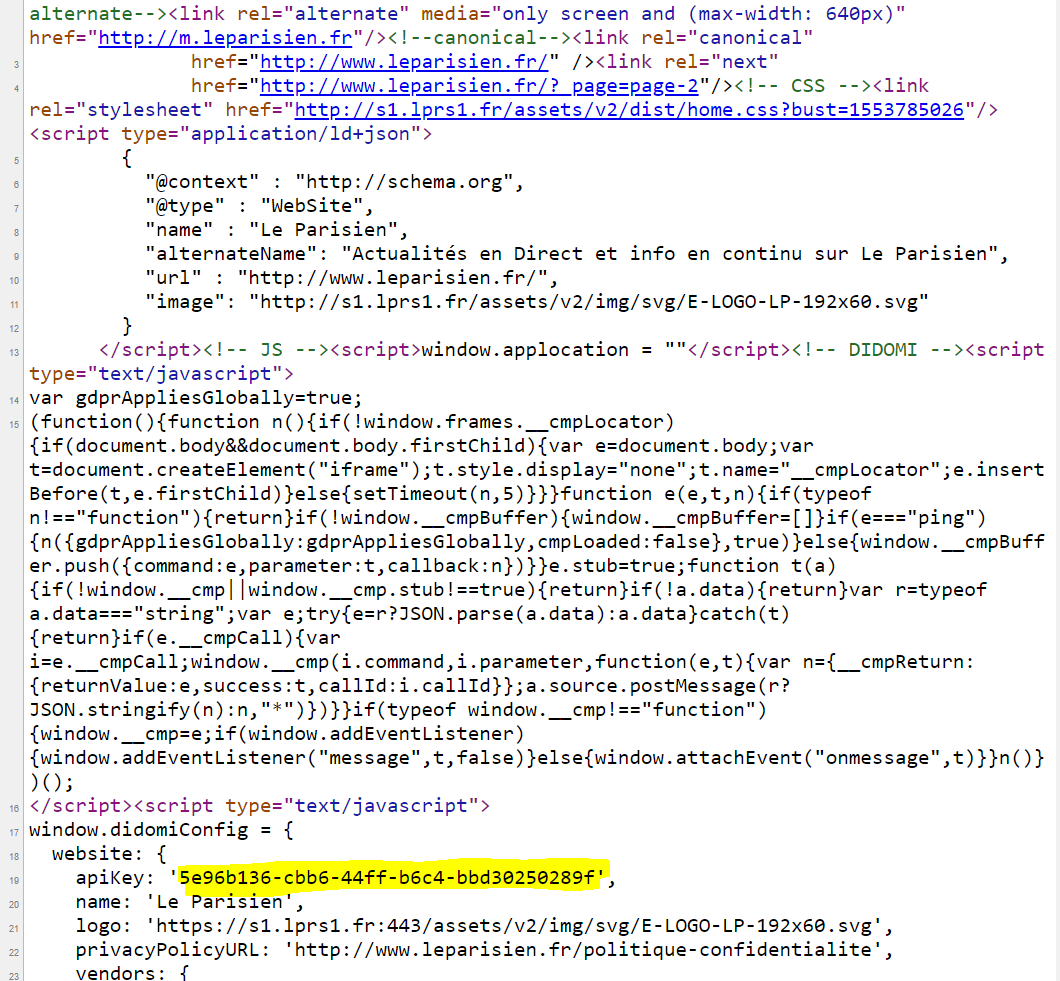 alternate--><link rel="alternate" media="only screen and (max-width: 640px)"
href="http://m.leparisien.fr"/><!--canonical--><link rel="canonical"
3 href="http://www.leparisien.fr/" /><link rel="next"
4 href="http://www.leparisien.fr/?_page=page-2"/><!-- CSS --><link
rel="stylesheet" href="http://s1.lprs1.fr/assets/v2/dist/home.css?bust=1553785026"/>
<script type="application/ld+json">
5 {
6 "@context" : "http://schema.org",
7 "@type" : "WebSite",
8 "name" : "Le Parisien",
9 "alternateName": "Actualités en Direct et info en continu sur Le Parisien",
10 "url" : "http://www.leparisien.fr/",
11 "image": "http://s1.lprs1.fr/assets/v2/img/svg/E-LOGO-LP-192x60.svg"
12 }
13 </script><!-- JS --><script>window.applocation = ""</script><!-- DIDOMI --><script
type="text/javascript">
14 var gdprAppliesGlobally=true;
15 (function(){function n(){if(!window.frames.__cmpLocator)
{if(document.body&&document.body.firstChild){var e=document.body;var
t=document.createElement("iframe");t.style.display="none";t.name="__cmpLocator";e.insert
Before(t,e.firstChild)}else{setTimeout(n,5)}}}function e(e,t,n){if(typeof
n!=="function"){return}if(!window.__cmpBuffer){window.__cmpBuffer=[]}if(e==="ping")
{n({gdprAppliesGlobally:gdprAppliesGlobally,cmpLoaded:false},true)}else{window.__cmpBuff
er.push({command:e,parameter:t,callback:n})}}e.stub=true;function t(a)
{if(!window.__cmp||window.__cmp.stub!==true){return}if(!a.data){return}var r=typeof
a.data==="string";var e;try{e=r?JSON.parse(a.data):a.data}catch(t)
{return}if(e.__cmpCall){var
i=e.__cmpCall;window.__cmp(i.command,i.parameter,function(e,t){var n={__cmpReturn:
{returnValue:e,success:t,callId:i.callId}};a.source.postMessage(r?
JSON.stringify(n):n,"*")})}}if(typeof window.__cmp!=="function")
{window.__cmp=e;if(window.addEventListener)
{window.addEventListener("message",t,false)}else{window.attachEvent("onmessage",t)}}n()}
)();
16 </script><script type="text/javascript">
17 window.didomiConfig = {
18 website: {
19 apiKey: '5e96b136-cbb6-44ff-b6c4-bbd30250289f',
20 name: 'Le Parisien',
21 logo: 'https://s1.lprs1.fr:443/assets/v2/img/svg/E-LOGO-LP-192x60.svg',
22 privacyPolicyURL: 'http://www.leparisien.fr/politique-confidentialite',
23 vendors: {